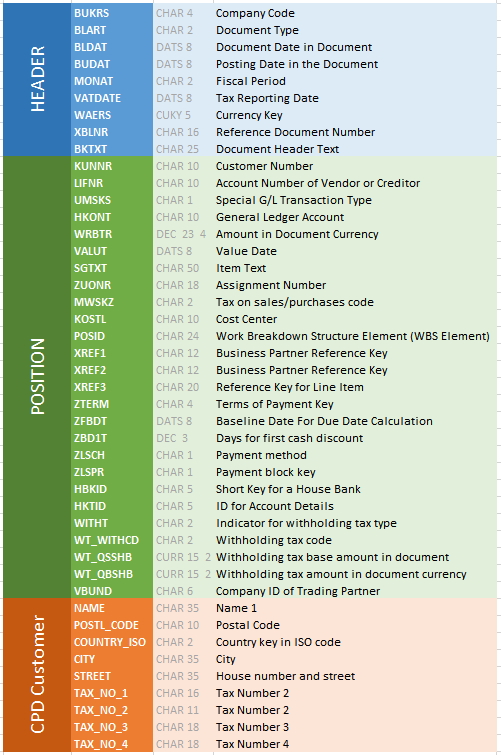 HEADER
BUKRS CHAR 4 Company Code
BLART CHAR 2 Document Type
BLDAT DATS 8 Document Date in Document
BUDAT DATS 8 Posting Date in the Document
MONAT CHAR 2 Fiscal Period
VATDATE DATS 8 Tax Reporting Date
WAERS CUKY 5 Currency Key
XBLNR CHAR 16 Reference Document Number
BKTXT CHAR 25 Document Header Text
POSITION
KUNNR CHAR 10 Customer Number
LIFNR CHAR 10 Account Number of Vendor or Creditor
UMSKS CHAR 1 Special G/L Transaction Type
HKONT CHAR 10 General Ledger Account
WRBTR DEC 23 4 Amount in Document Currency
VALUT DATS 8 Value Date
SGTXT CHAR 50 Item Text
ZUONR CHAR 18 Assignment Number
MWSKZ CHAR 2 Tax on sales/purchases code
KOSTL CHAR 10 Cost Center
POSID CHAR 24 Work Breakdown Structure Element (WBS Element)
XREF1 CHAR 12 Business Partner Reference Key
XREF2 CHAR 12 Business Partner Reference Key
XREF3 CHAR 20 Reference Key for Line Item
ZTERM CHAR 4 Terms of Payment Key
ZFBDT DATS 8 Baseline Date For Due Date Calculation
ZBD1T DEC 3 Days for first cash discount
ZLSCH CHAR 1 Payment method
ZLSPR CHAR 1 Payment block key
HBKID CHAR 5 Short Key for a House Bank
HKTID CHAR 5 ID for Account Details
WITHT CHAR 2 Indicator for withholding tax type
WT_WITHCD CHAR 2 Withholding tax code
WT_QSSHB CURR 15 2 Withholding tax base amount in document
WT_QBSHB CURR 15 2 Withholding tax amount in document currency
VBUND CHAR 6 Company ID of Trading Partner
CPD Customer
NAME CHAR 35 Name 1
POSTL_CODE CHAR 10 Postal Code
COUNTRY_ISO CHAR 2 Country key in ISO code
CITY CHAR 35 City
STREET CHAR 35 House number and street
TAX_NO_1 CHAR 16 Tax Number 2
TAX_NO_2 CHAR 11 Tax Number 2
TAX_NO_3 CHAR 18 Tax Number 3
TAX_NO_4 CHAR 18 Tax Number 4